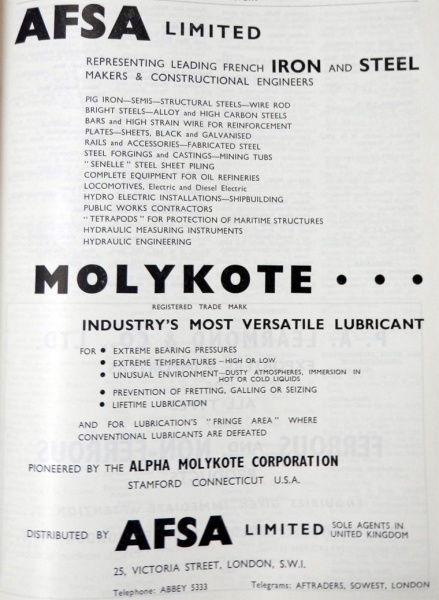 AFSA LIMITED
REPRESENTING LEADING FRENCH IRON AND STEEL
MAKERS & CONSTRUCTIONAL ENGINEERS
PIG IRON—SEMIS—STRUCTURAL STEELS—WIRE ROD
BRIGHT STEELS—ALLOY and HIGH CARBON STEELS
BARS and HIGH STRAIN WIRE FOR REINFORCEMENT
PLATES—SHEETS, BLACK and GALVANISED
RAILS and ACCESSORIES—FABRICATED STEEL
STEEL FORGINGS and CASTINGS—MINING TUBS
"SENELLE" STEEL SHEET PILING
COMPLETE EQUIPMENT FOR OIL REFINERIES
LOCOMOTIVES, Electric and Diesel Electric
HYDRO ELECTRIC INSTALLATIONS—SHIPBUILDING
PUBLIC WORKS CONTRACTORS
"TETRAPODS" FOR PROTECTION OF MARITIME STRUCTURES
HYDRAULIC MEASURING INSTRUMENTS
HYDRAULIC ENGINEERING
MOLYKOTE • • •
REGISTERED TRADE MARK
INDUSTRY'S MOST VERSATILE LUBRICANT
FOR • EXTREME BEARING PRESSURES
• EXTREME TEMPERATURES—HIGH OR LOW
• UNUSUAL ENVIRONMENT—DUSTY ATMOSPHERES, IMMERSION IN
HOT OR COLD LIQUIDS
• PREVENTION OF FRETTING, GALLING OR SEIZING
• LIFETIME LUBRICATION
AND FOR LUBRICATION'S "FRINGE AREA" WHERE
CONVENTIONAL LUBRICANTS ARE DEFEATED
PIONEERED BY THE ALPHA MOLYKOTE CORPORATION
STAMFORD CONNECTICUT U.S.A.
DISTRIBUTED BY AFSA LIMITED SOLE AGENTS IN
UNITED KINGDOM
25, VICTORIA STREET, LONDON, S.W.I.
Telephone: ABBEY 5333 Telegrams: AFTRADERS, SOWEST, LONDON